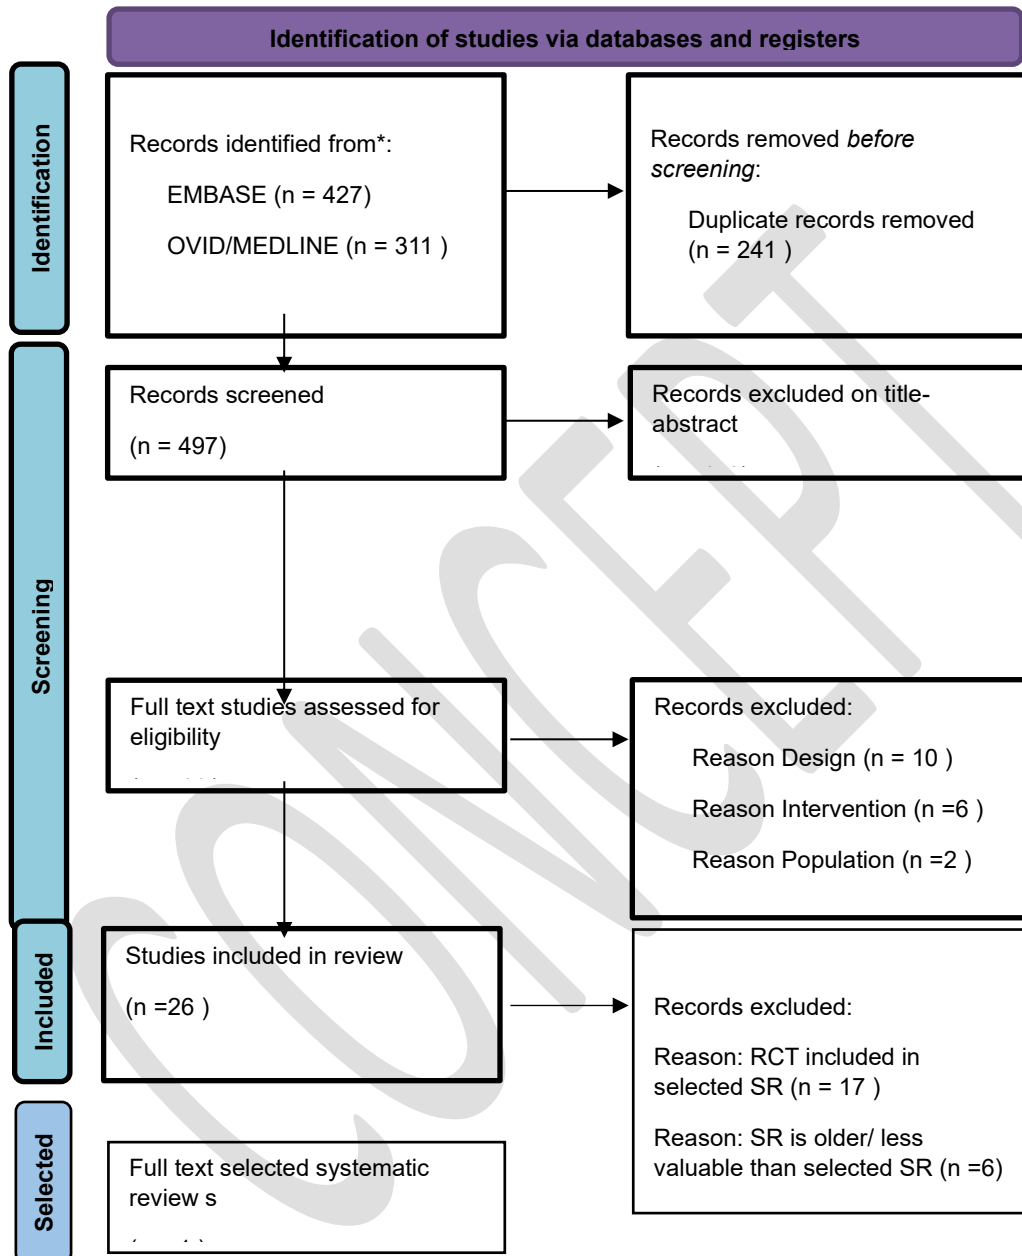 Identification of studies via databases and registers
Identification
Records identified from*:
EMBASE (n = 427)
OVID/MEDLINE (n = 311 )
Records removed before
screening:
Duplicate records removed
(n = 241 )
Screening
Records screened
(n = 497)
Records excluded on title-
abstract
Full text studies assessed for
eligibility
Records excluded:
Reason Design (n = 10 )
Reason Intervention (n =6 )
Reason Population (n =2 )
Included
Studies included in review
(n =26 )
Records excluded:
Reason: RCT included in
selected SR (n = 17 )
Reason: SR is older/ less
valuable than selected SR (n =6)
Selected
Full text selected systematic
review s
CONCEPT